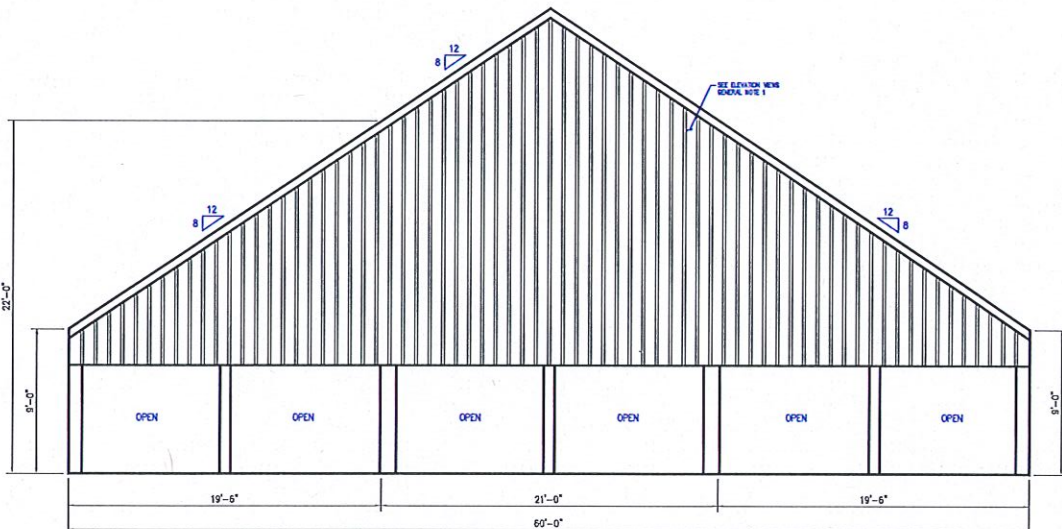 12
8
SEE ELEVATION VIEWS
GENERAL NOTE 1
12
8
12
8
22'-0"
9'-0"
9'-0"
OPEN
OPEN
OPEN
OPEN
OPEN
OPEN
19'-6"
21'-0"
19'-6"
60'-0"